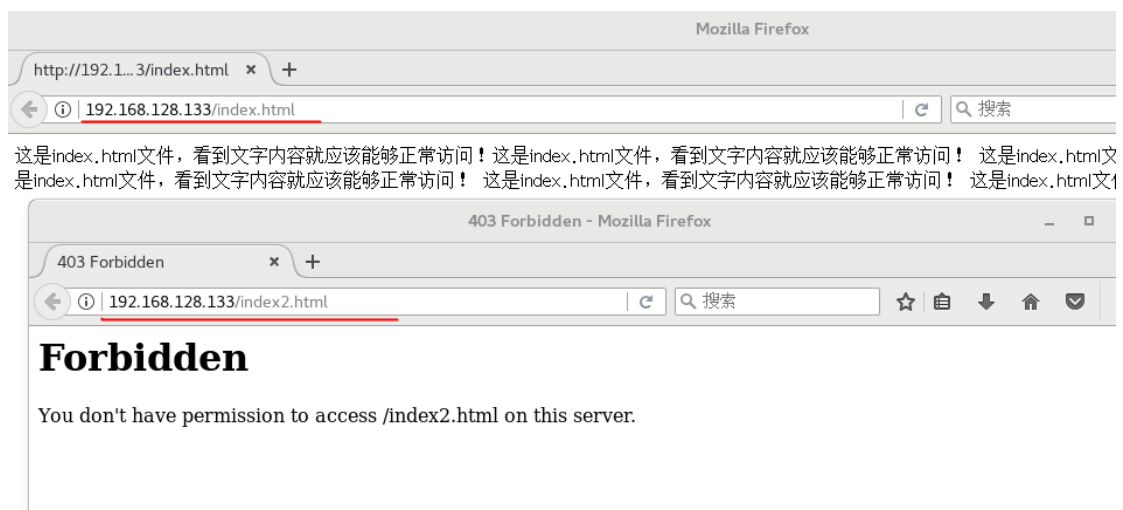 Mozilla Firefox
http://192.1...3/index.html × +
192.168.128.133/index.html 搜索
这是index.html文件，看到文字内容就应该能够正常访问！这是index.html文件，看到文字内容就应该能够正常访问！ 这是index.html文
是index.html文件，看到文字内容就应该能够正常访问！ 这是index.html文件，看到文字内容就应该能够正常访问！ 这是index.html文件
403 Forbidden - Mozilla Firefox
403 Forbidden × +
192.168.128.133/index2.html 搜索
Forbidden
You don't have permission to access /index2.html on this server.